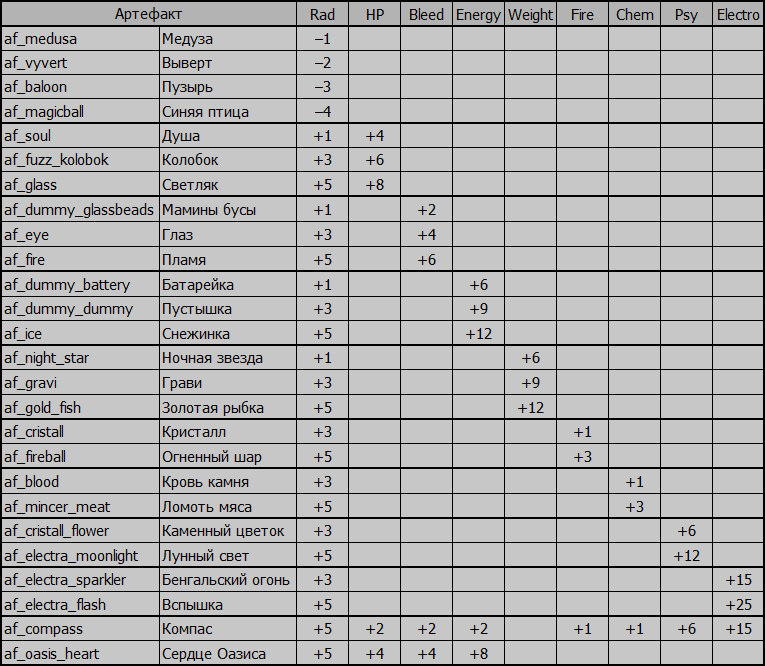 Артефакт Rad HP Bleed Energy Weight Fire Chem Psy Electro
af_medusa Медуза –1
af_vyvert Выверт –2
af_baloon Пузырь –3
af_magicball Синяя птица –4
af_soul Душа +1 +4
af_fuzz_kolobok Колобок +3 +6
af_glass Светляк +5 +8
af_dummy_glassbeads Мамины бусы +1 +2
af_eye Глаз +3 +4
af_fire Пламя +5 +6
af_dummy_battery Батарейка +1 +6
af_dummy_dummy Пустышка +3 +9
af_ice Снежинка +5 +12
af_night_star Ночная звезда +1 +6
af_gravi Грави +3 +9
af_gold_fish Золотая рыбка +5 +12
af_cristall Кристалл +3 +1
af_fireball Огненный шар +5 +3
af_blood Кровь камня +3 +1
af_mincer_meat Ломоть мяса +5 +3
af_cristall_flower Каменный цветок +3 +6
af_electra_moonlight Лунный свет +5 +12
af_electra_sparkler Бенгальский огонь +3 +15
af_electra_flash Вспышка +5 +25
af_compass Компас +5 +2 +2 +2 +1 +1 +6 +15
af_oasis_heart Сердце Оазиса +5 +4 +4 +8